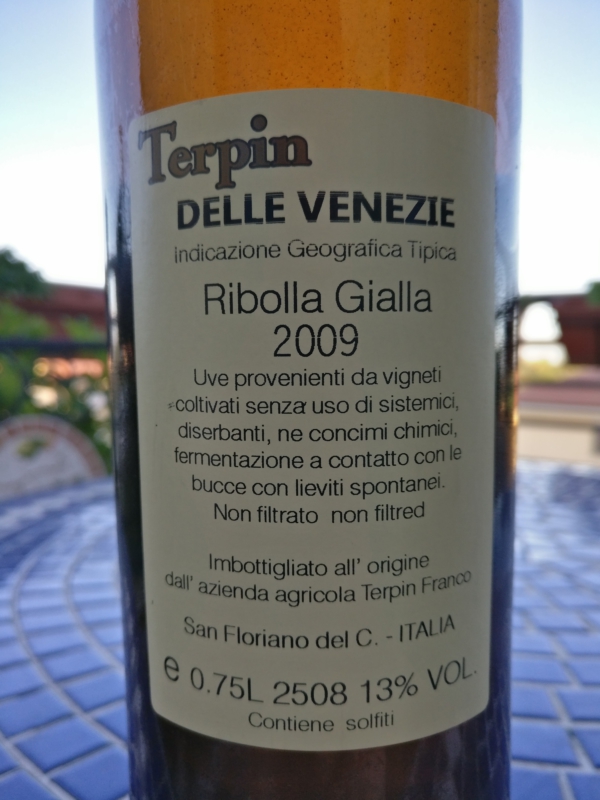 Terpin
DELLE VENEZIE
Indicazione Geografica Tipica
Ribolla Gialla
2009
Uve provenienti da vigneti
coltivati senza uso di sistemici,
diserbanti, ne concimi chimici,
fermentazione a contatto con le
bucce con lieviti spontanei.
Non filtrato non filtred
Imbottigliato all' origine
dall' azienda agricola Terpin Franco
San Floriano del C. - ITALIA
e 0.75L 2508 13% VOL.
Contiene solfiti